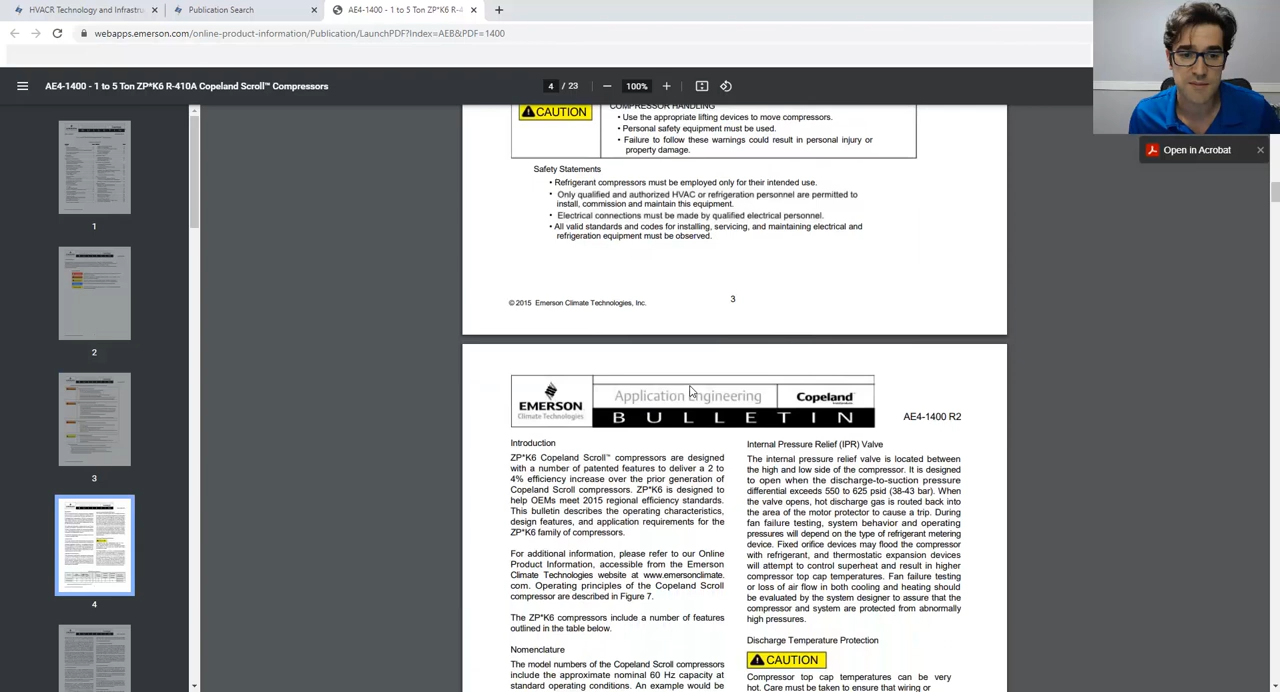 HVACR Technology and Infrastru
Publication Search
AE4-1400 - 1 to 5 Ton ZP*K6 R-4
webapps.emerson.com/online-product-information/Publication/LaunchPDF?Index=AEB&PDF=1400
AE4-1400 - 1 to 5 Ton ZP*K6 R-410A Copeland Scroll™ Compressors
4 / 23
100%
Open in Acrobat
1
2
3
4
CAUTION
COMPRESSOR HANDLING
• Use the appropriate lifting devices to move compressors.
• Personal safety equipment must be used.
• Failure to follow these warnings could result in personal injury or
property damage.
Safety Statements
• Refrigerant compressors must be employed only for their intended use.
• Only qualified and authorized HVAC or refrigeration personnel are permitted to
install, commission and maintain this equipment.
• Electrical connections must be made by qualified electrical personnel.
• All valid standards and codes for installing, servicing, and maintaining electrical and
refrigeration equipment must be observed.
© 2015 Emerson Climate Technologies, Inc.
3
EMERSON
Climate Technologies
Application Engineering
Copeland
BULLETIN
AE4-1400 R2
Introduction
ZP*K6 Copeland Scroll™ compressors are designed
with a number of patented features to deliver a 2 to
4% efficiency increase over the prior generation of
Copeland Scroll compressors. ZP*K6 is designed to
help OEMs meet 2015 regional efficiency standards.
This bulletin describes the operating characteristics,
design features, and application requirements for the
ZP*K6 family of compressors.
For additional information, please refer to our Online
Product Information, accessible from the Emerson
Climate Technologies website at www.emersonclimate.
com. Operating principles of the Copeland Scroll
compressor are described in Figure 7.
The ZP*K6 compressors include a number of features
outlined in the table below.
Nomenclature
The model numbers of the Copeland Scroll compressors
include the approximate nominal 60 Hz capacity at
standard operating conditions. An example would be
Internal Pressure Relief (IPR) Valve
The internal pressure relief valve is located between
the high and low side of the compressor. It is designed
to open when the discharge-to-suction pressure
differential exceeds 550 to 625 psid (38-43 bar). When
the valve opens, hot discharge gas is routed back into
the area of the motor protector to cause a trip. During
fan failure testing, system behavior and operating
pressures will depend on the type of refrigerant metering
device. Fixed orifice devices may flood the compressor
with refrigerant, and thermostatic expansion devices
will attempt to control superheat and result in higher
compressor top cap temperatures. Fan failure testing
or loss of air flow in both cooling and heating should
be evaluated by the system designer to assure that the
compressor and system are protected from abnormally
high pressures.
Discharge Temperature Protection
CAUTION
Compressor top cap temperatures can be very
hot. Care must be taken to ensure that wiring or